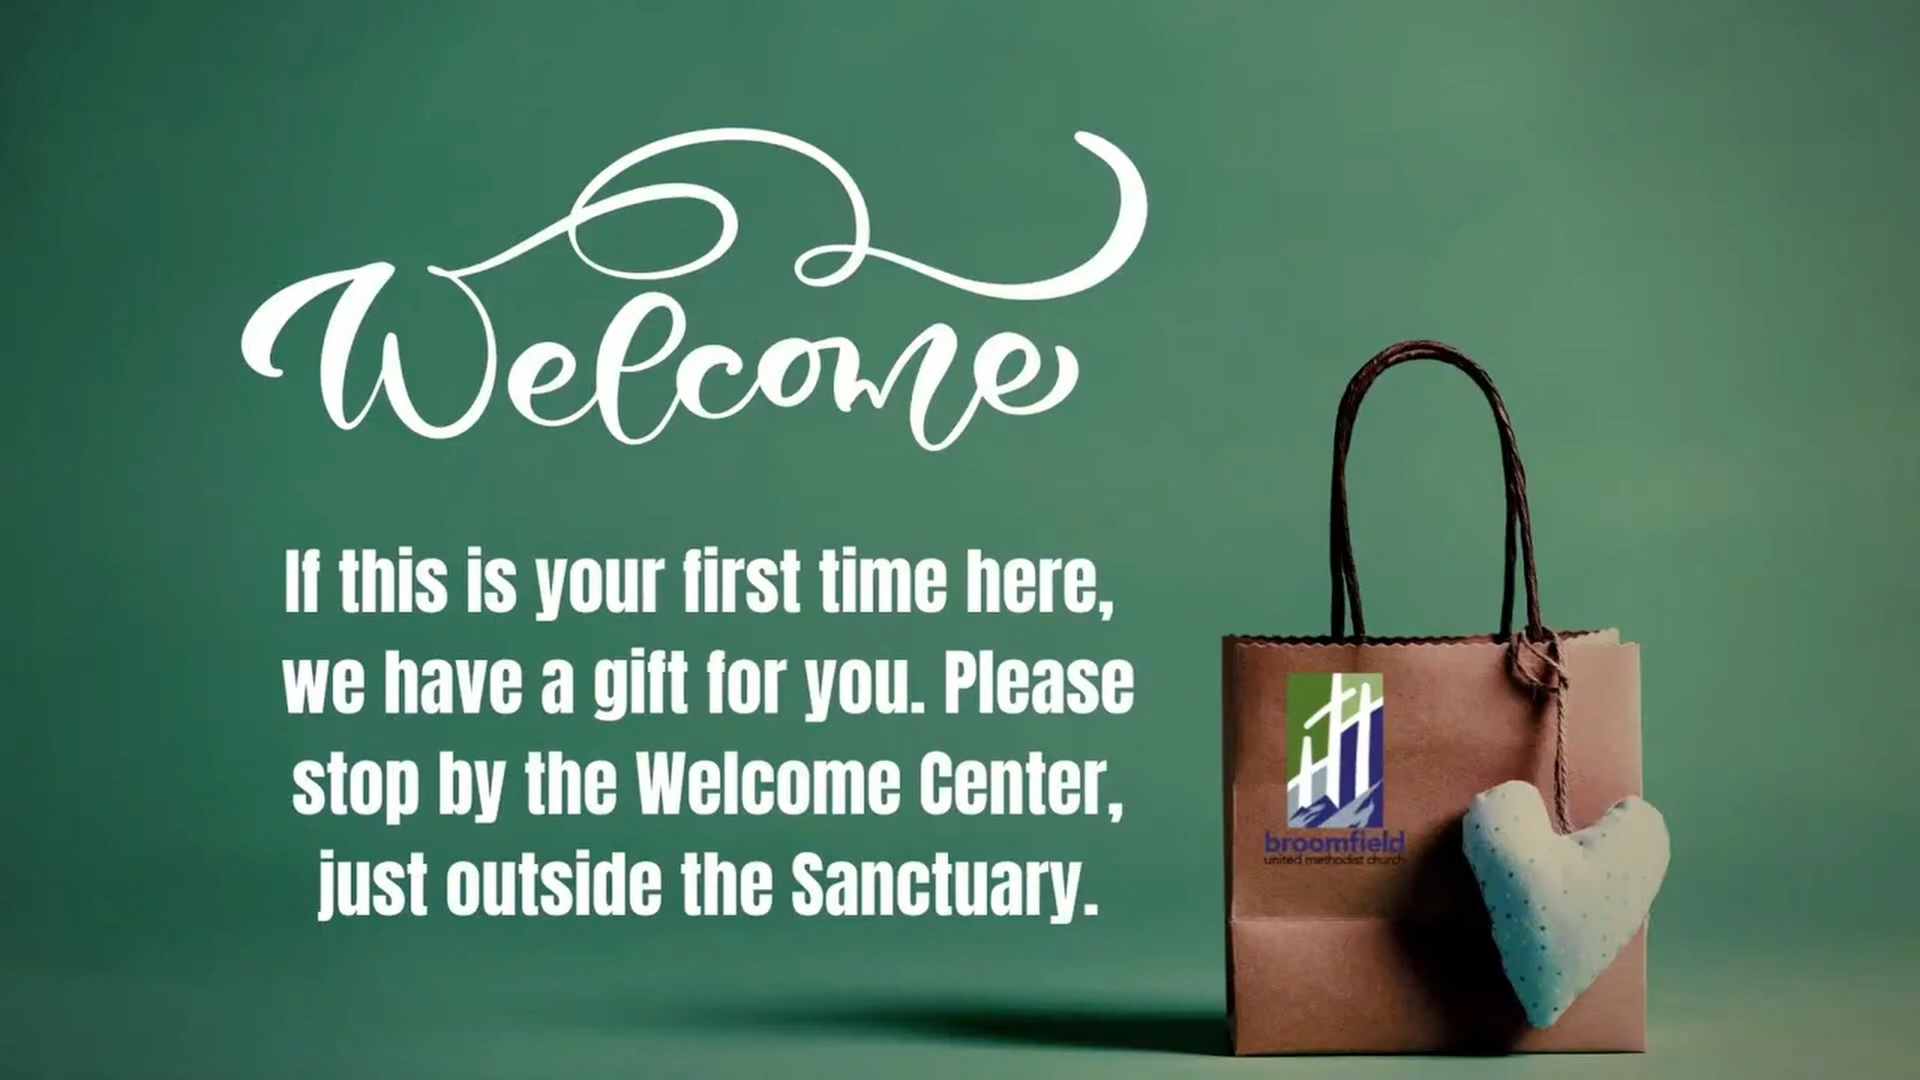 Welcome
If this is your first time here,
we have a gift for you. Please
stop by the Welcome Center,
just outside the Sanctuary.
broomfield
united methodist church